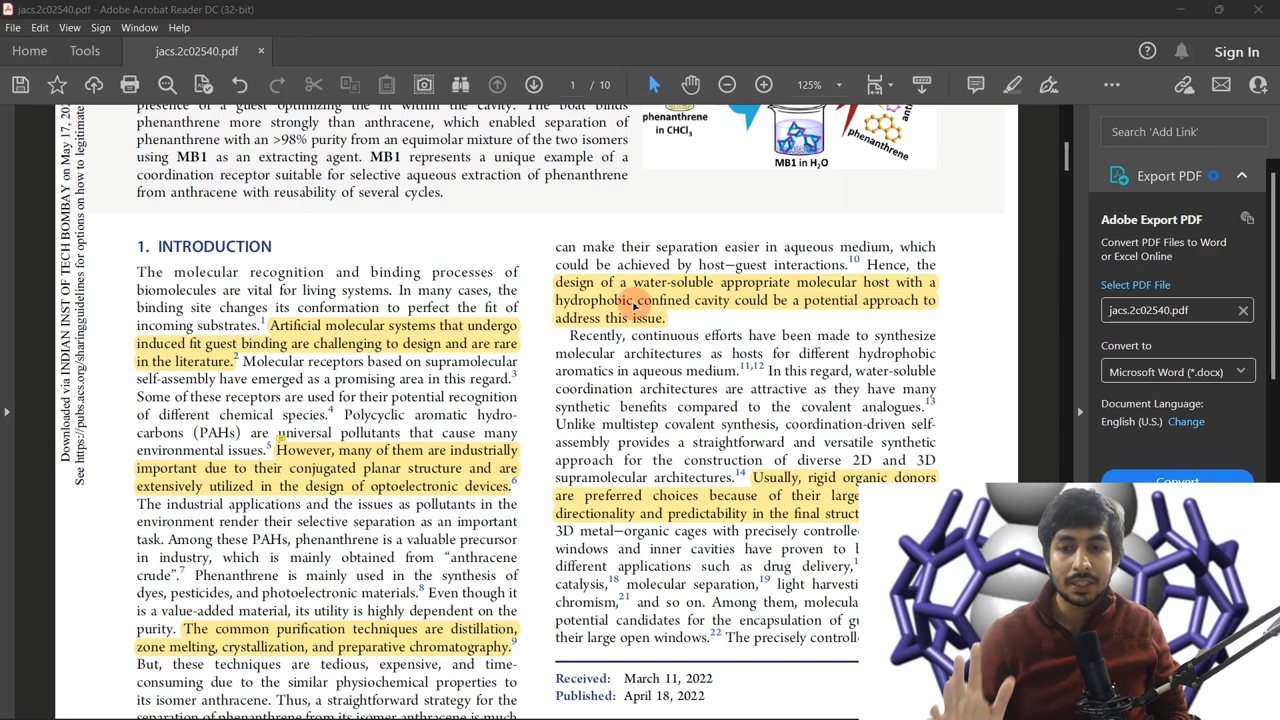 jacs.2c02540.pdf - Adobe Acrobat Reader DC (32-bit)
File Edit View Sign Window Help
Home Tools jacs.2c02540.pdf × Sign In
1 / 10 125%
presence of a guest optimizing the fit within the cavity. The boat binds
phenanthrene more strongly than anthracene, which enabled separation of
phenanthrene with an >98% purity from an equimolar mixture of the two isomers
using MB1 as an extracting agent. MB1 represents a unique example of a
coordination receptor suitable for selective aqueous extraction of phenanthrene
from anthracene with reusability of several cycles.
phenanthrene
in CHCl3
MB1 in H2O
phenanthrene
Downloaded via INDIAN INST OF TECH BOMBAY on May 17, 20
See https://pubs.acs.org/sharingguidelines for options on how to legitimate
1. INTRODUCTION
The molecular recognition and binding processes of
biomolecules are vital for living systems. In many cases, the
binding site changes its conformation to perfect the fit of
incoming substrates.1 Artificial molecular systems that undergo
induced fit guest binding are challenging to design and are rare
in the literature.2 Molecular receptors based on supramolecular
self-assembly have emerged as a promising area in this regard.3
Some of these receptors are used for their potential recognition
of different chemical species.4 Polycyclic aromatic hydro-
carbons (PAHs) are universal pollutants that cause many
environmental issues.5 However, many of them are industrially
important due to their conjugated planar structure and are
extensively utilized in the design of optoelectronic devices.6
The industrial applications and the issues as pollutants in the
environment render their selective separation as an important
task. Among these PAHs, phenanthrene is a valuable precursor
in industry, which is mainly obtained from “anthracene
crude”.7 Phenanthrene is mainly used in the synthesis of
dyes, pesticides, and photoelectronic materials.8 Even though it
is a value-added material, its utility is highly dependent on the
purity. The common purification techniques are distillation,
zone melting, crystallization, and preparative chromatography.9
But, these techniques are tedious, expensive, and time-
consuming due to the similar physiochemical properties to
its isomer anthracene. Thus, a straightforward strategy for the
separation of phenanthrene from its isomer anthracene is much
can make their separation easier in aqueous medium, which
could be achieved by host−guest interactions.10 Hence, the
design of a water-soluble appropriate molecular host with a
hydrophobic confined cavity could be a potential approach to
address this issue.
Recently, continuous efforts have been made to synthesize
molecular architectures as hosts for different hydrophobic
aromatics in aqueous medium.11,12 In this regard, water-soluble
coordination architectures are attractive as they have many
synthetic benefits compared to the covalent analogues.13
Unlike multistep covalent synthesis, coordination-driven self-
assembly provides a straightforward and versatile synthetic
approach for the construction of diverse 2D and 3D
supramolecular architectures.14 Usually, rigid organic donors
are preferred choices because of their large
directionality and predictability in the final struct
3D metal−organic cages with precisely controlle
windows and inner cavities have proven to
different applications such as drug delivery,
catalysis,18 molecular separation,19 light harvesti
chromism,21 and so on. Among them, molecula
potential candidates for the encapsulation of gu
their large open windows.22 The precisely controll
Received: March 11, 2022
Published: April 18, 2022
Search 'Add Link'
Export PDF
Adobe Export PDF
Convert PDF Files to Word
or Excel Online
Select PDF File
jacs.2c02540.pdf
Convert to
Microsoft Word (*.docx)
Document Language:
English (U.S.) Change
Convert